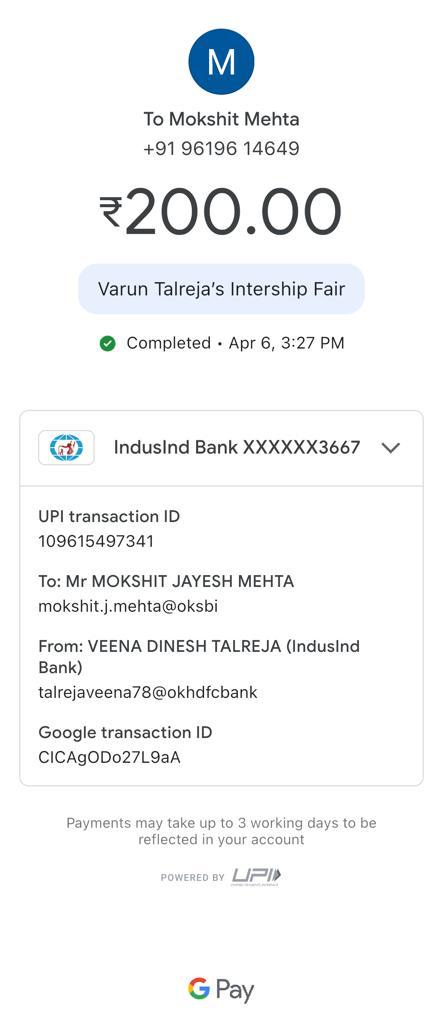 M
To Mokshit Mehta
+91 96196 14649
₹200.00
Varun Talreja's Intership Fair
Completed • Apr 6, 3:27 PM
IndusInd Bank XXXXXX3667
UPI transaction ID
109615497341
To: Mr MOKSHIT JAYESH MEHTA
mokshit.j.mehta@oksbi
From: VEENA DINESH TALREJA (IndusInd
Bank)
talrejaveena78@okhdfcbank
Google transaction ID
CICAgODo27L9aA
Payments may take up to 3 working days to be
reflected in your account
POWERED BY UPI
G Pay